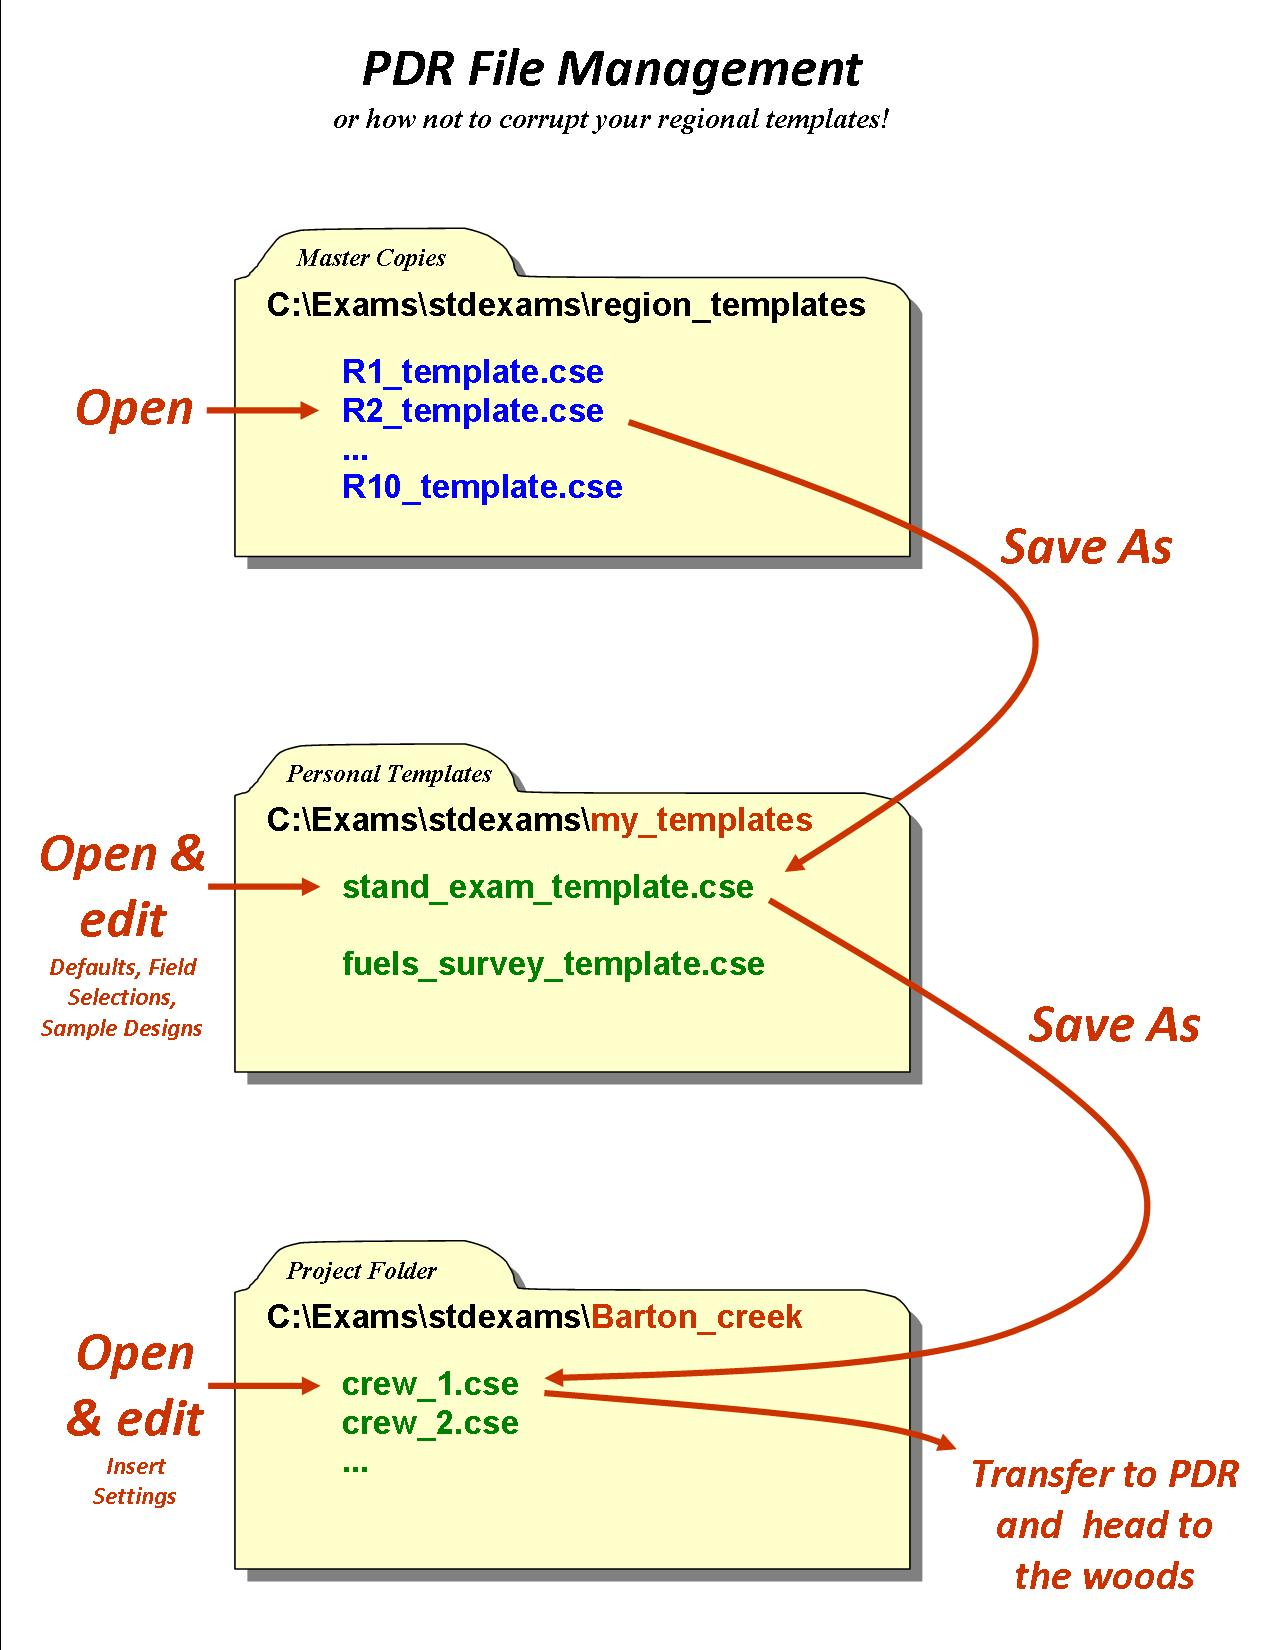 PDR File Management
or how not to corrupt your regional templates!
Master Copies
C:\Exams\stdexams\region_templates
R1_template.cse
Open
R2_template.cse
...
R10_template.cse
Save As
Personal Templates
C:\Exams\stdexams\my_templates
Open &
edit
Defaults, Field
Selections,
Sample Designs
stand_exam_template.cse
fuels_survey_template.cse
Save As
Project Folder
C:\Exams\stdexams\Barton_creek
Open
& edit
Insert
Settings
crew_1.cse
crew_2.cse
...
Transfer to PDR
and head to
the woods